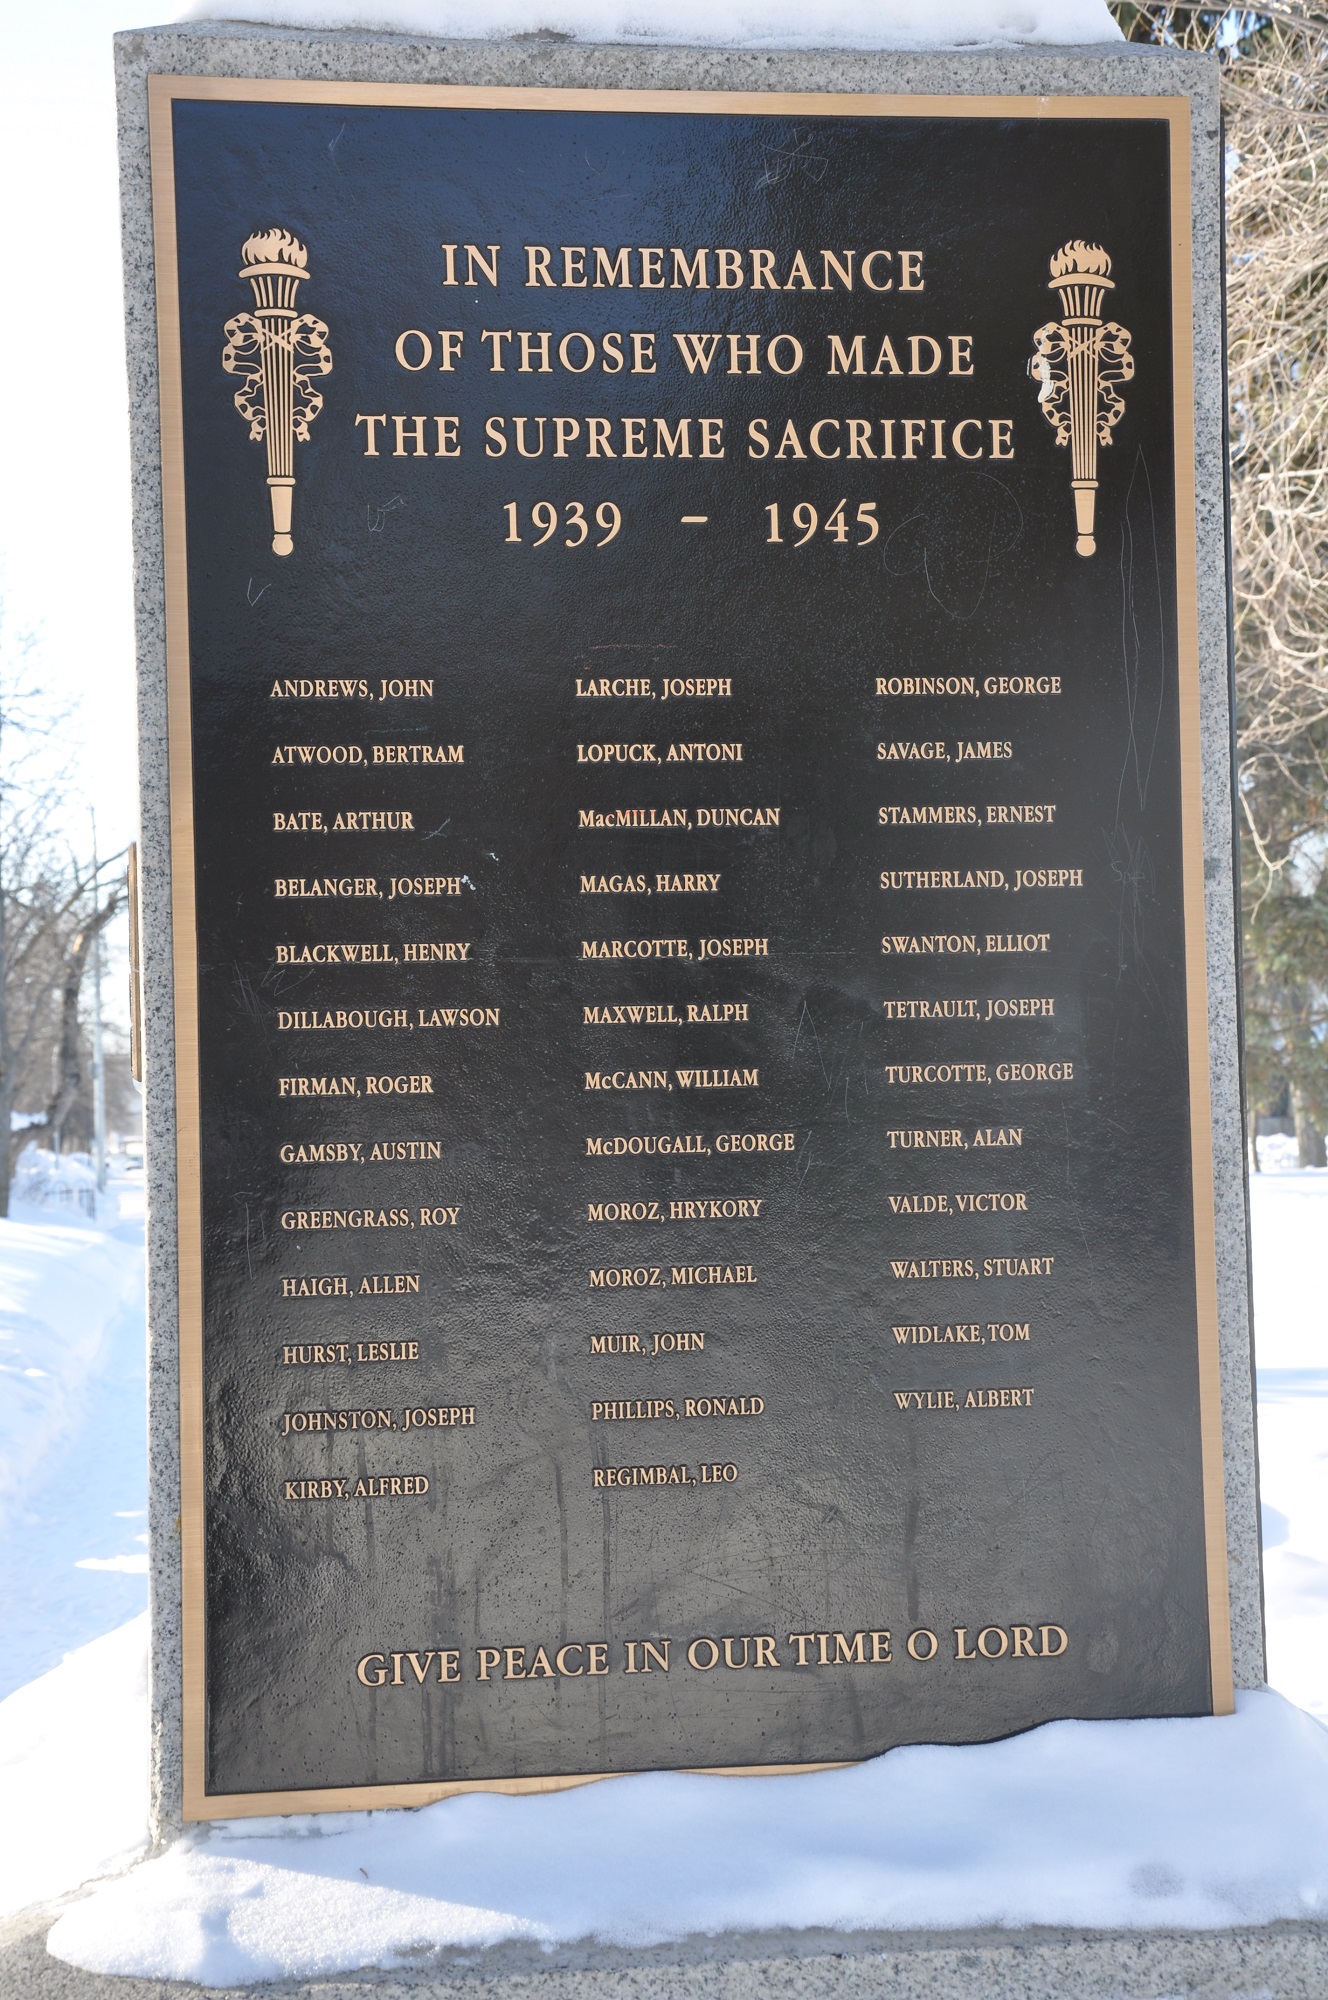 IN REMEMBRANCE
OF THOSE WHO MADE
THE SUPREME SACRIFICE
1939 - 1945
ANDREWS, JOHN
ATWOOD, BERTRAM
BATE, ARTHUR
BELANGER, JOSEPH
BLACKWELL, HENRY
DILLABOUGH, LAWSON
FIRMAN, ROGER
GAMSBY, AUSTIN
GREENGRASS, ROY
HAIGH, ALLEN
HURST, LESLIE
JOHNSTON, JOSEPH
KIRBY, ALFRED
LARCHE, JOSEPH
LOPUCK, ANTONI
MacMILLAN, DUNCAN
MAGAS, HARRY
MARCOTTE, JOSEPH
MAXWELL, RALPH
McCANN, WILLIAM
McDOUGALL, GEORGE
MOROZ, HRYKORY
MOROZ, MICHAEL
MUIR, JOHN
PHILLIPS, RONALD
REGIMBAL, LEO
ROBINSON, GEORGE
SAVAGE, JAMES
STAMMERS, ERNEST
SUTHERLAND, JOSEPH
SWANTON, ELLIOT
TETRAULT, JOSEPH
TURCOTTE, GEORGE
TURNER, ALAN
VALDE, VICTOR
WALTERS, STUART
WIDLAKE, TOM
WYLIE, ALBERT
GIVE PEACE IN OUR TIME O LORD